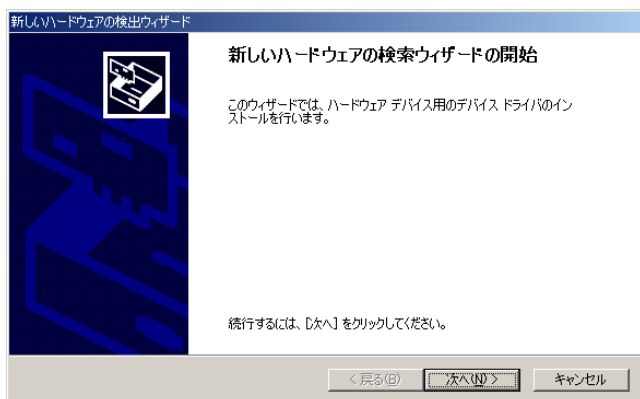 新しいハードウェアの検出ウィザード
新しいハードウェアの検索ウィザードの開始
このウィザードでは、ハードウェア デバイス用のデバイス ドライバのイン
ストールを行います。
続行するには、[次へ] をクリックしてください。
< 戻る(B)
次へ(N) >
キャンセル